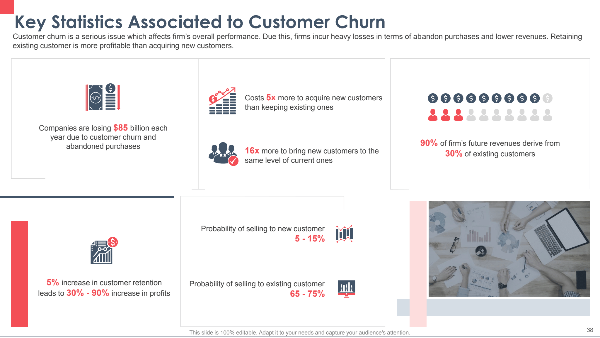 Key Statistics Associated to Customer Churn
Customer churn is a serious issue which affects firm's overall performance. Due this, firms incur heavy losses in terms of abandon purchases and lower revenues. Retaining
existing customer is more profitable than acquiring new customers.
Companies are losing $85 billion each
year due to customer churn and
abandoned purchases
Costs 5x more to acquire new customers
than keeping existing ones
16x more to bring new customers to the
same level of current ones
90% of firm's future revenues derive from
30% of existing customers
5% increase in customer retention
leads to 30% - 90% increase in profits
Probability of selling to new customer
5 - 15%
Probability of selling to existing customer
65 - 75%
This slide is 100% editable. Adapt it to your needs and capture your audience's attention.
38